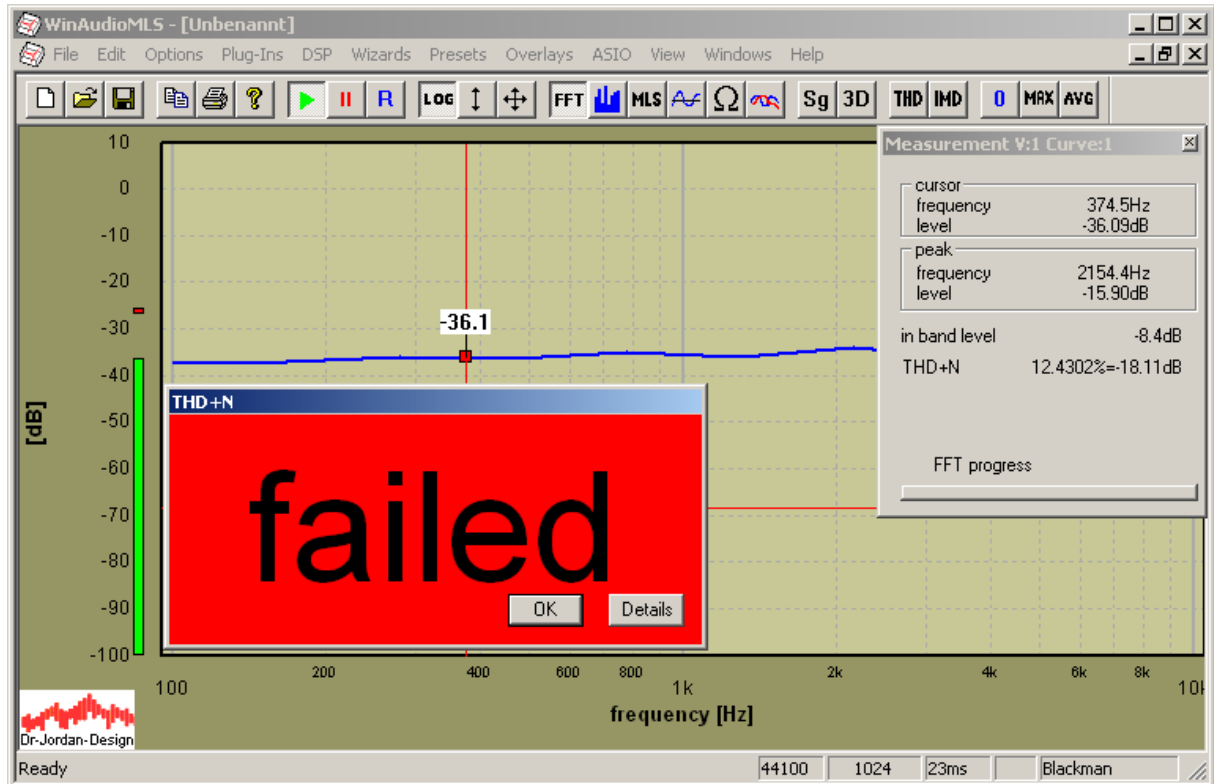 WinAudioMLS - [Unbenannt]
File Edit Options Plug-Ins DSP Wizards Presets Overlays ASIO View Windows Help
R LOG FFT MLS Ω Sg 3D THD IMD 0 MAX AVG
10
0
-10
-20
-30
-40
-50
-60
-70
-80
-90
-100
[dB]
-36.1
Measurement V:1 Curve:1
cursor
frequency 374.5Hz
level -36.09dB
peak
frequency 2154.4Hz
level -15.90dB
in band level -8.4dB
THD+N 12.4302%=-18.11dB
FFT progress
THD+N
failed
OK Details
200 400 600 800 2k 4k 6k 8k
100 1k 10k
frequency [Hz]
Dr-Jordan-Design
Ready 44100 1024 23ms Blackman